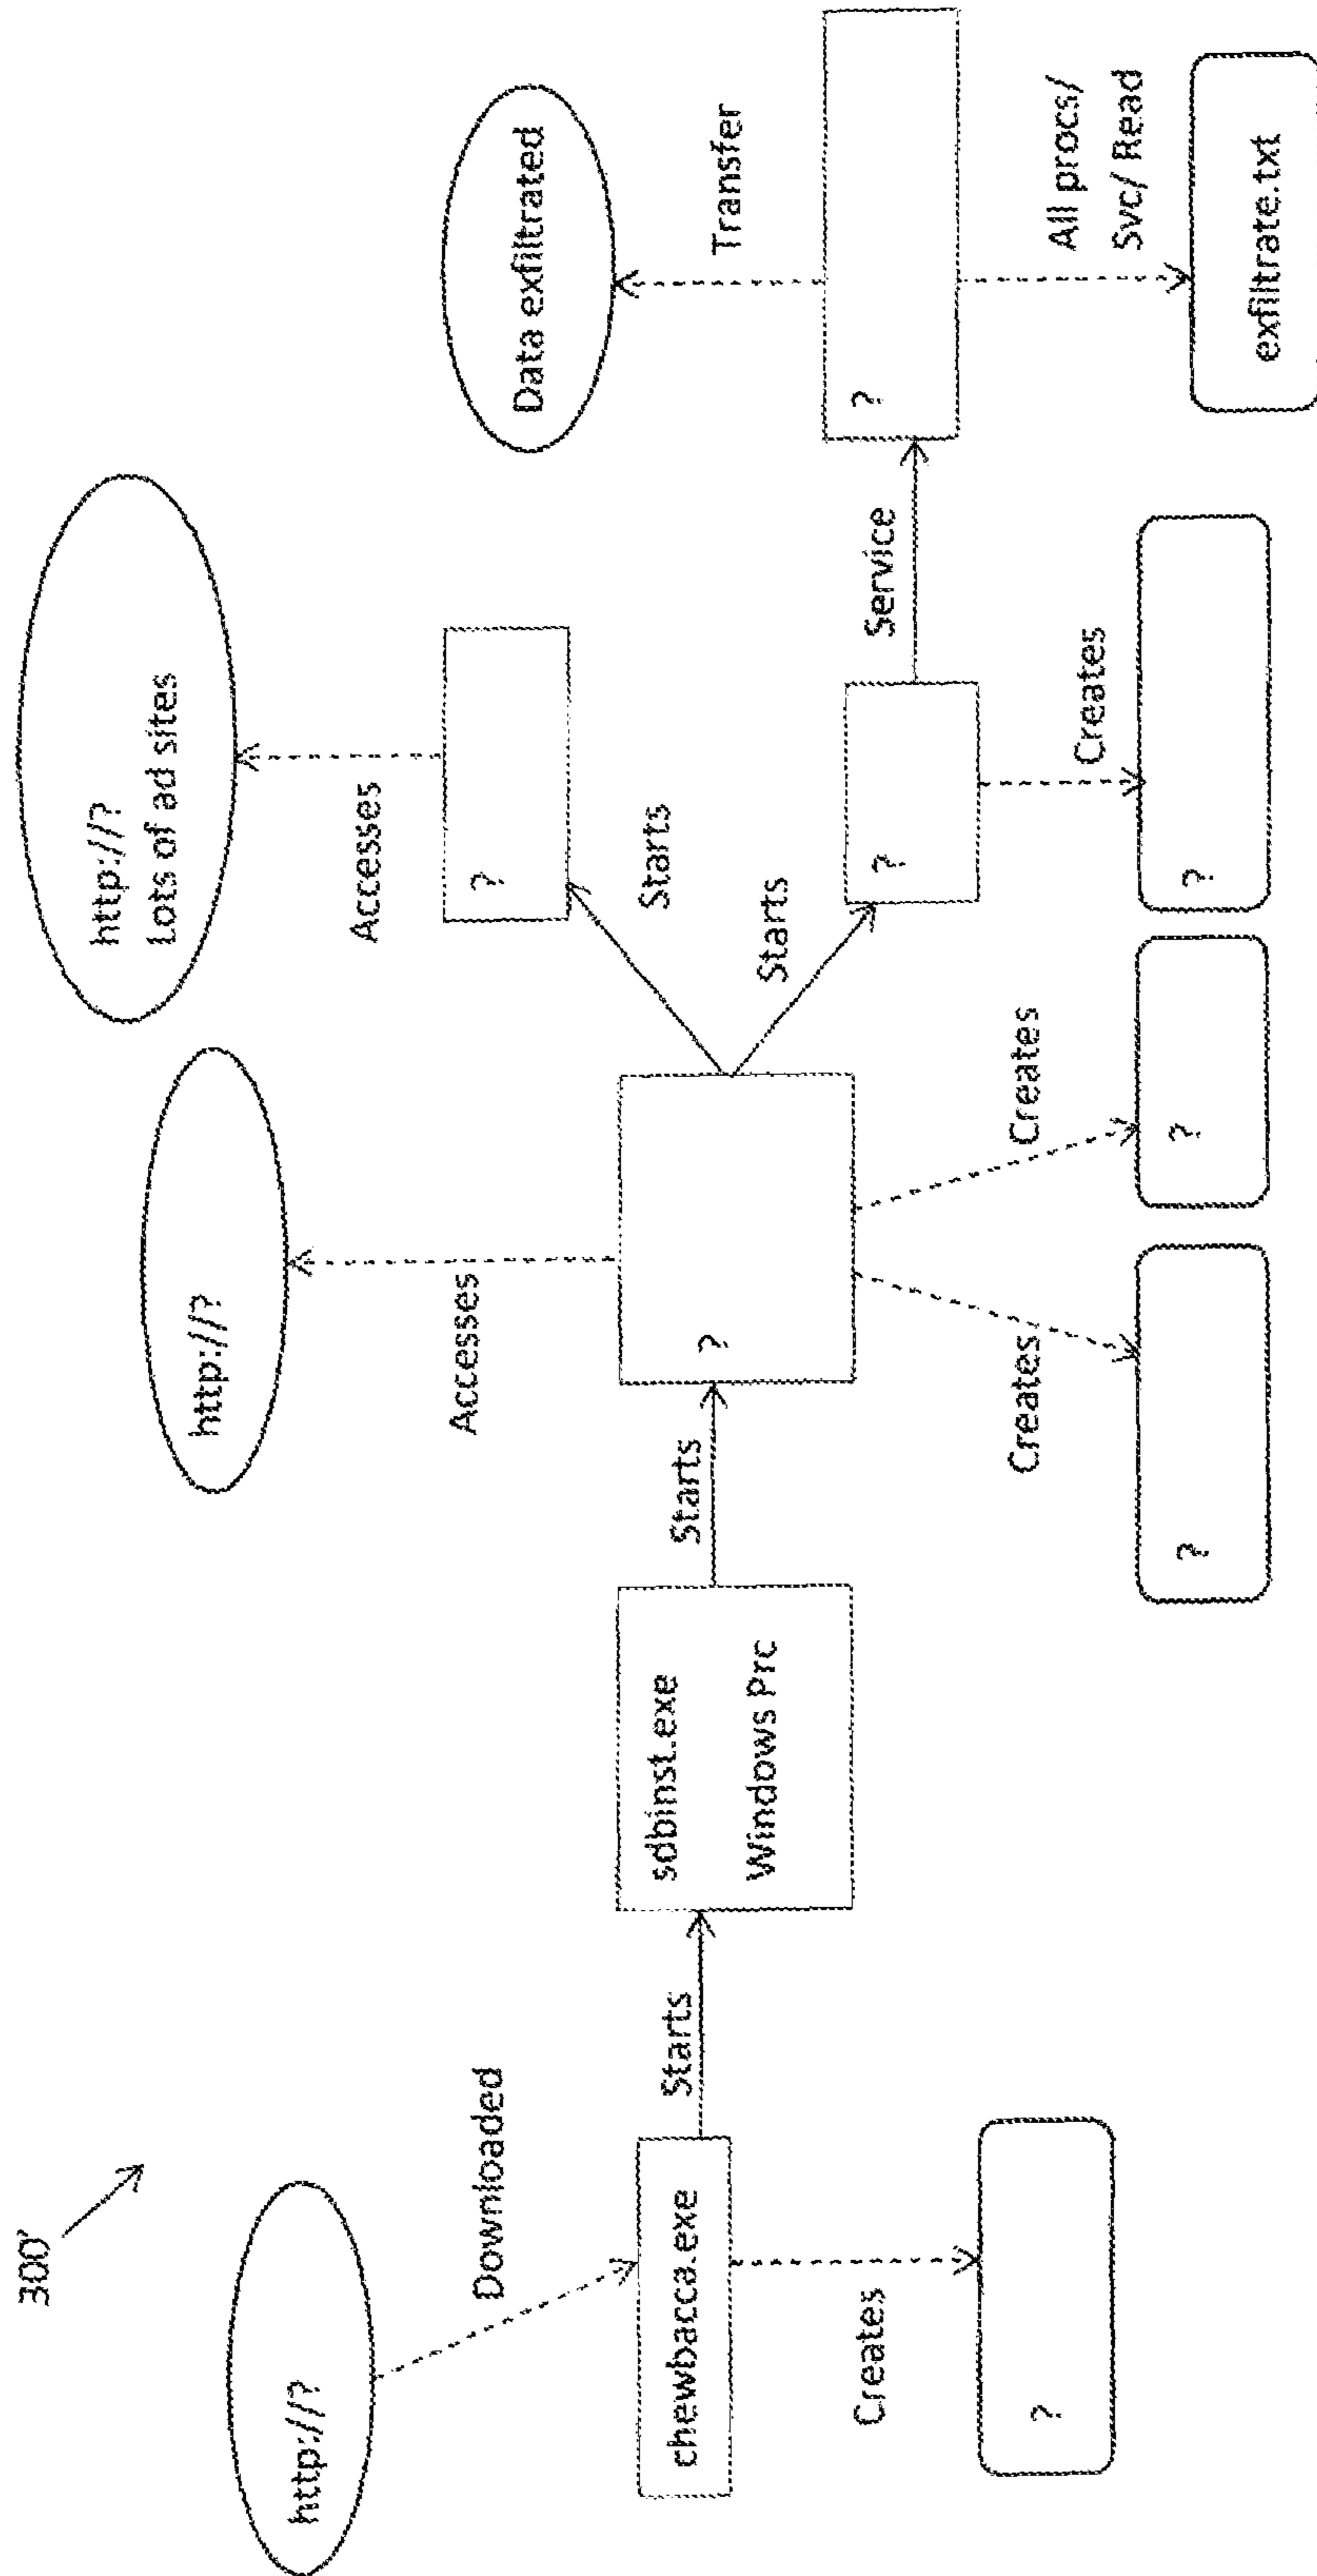 300'
http://?
Downloaded
chewbacca.exe
Creates
?
Starts
sdbinst.exe
Windows Prc
Starts
http://?
Accesses
?
Creates
?
Creates
?
Starts
http://?
Lots of ad sites
Accesses
?
Starts
?
Creates
?
Service
Data exfiltrated
Transfer
?
All procs/
Svc/ Read
exfiltrate.txt